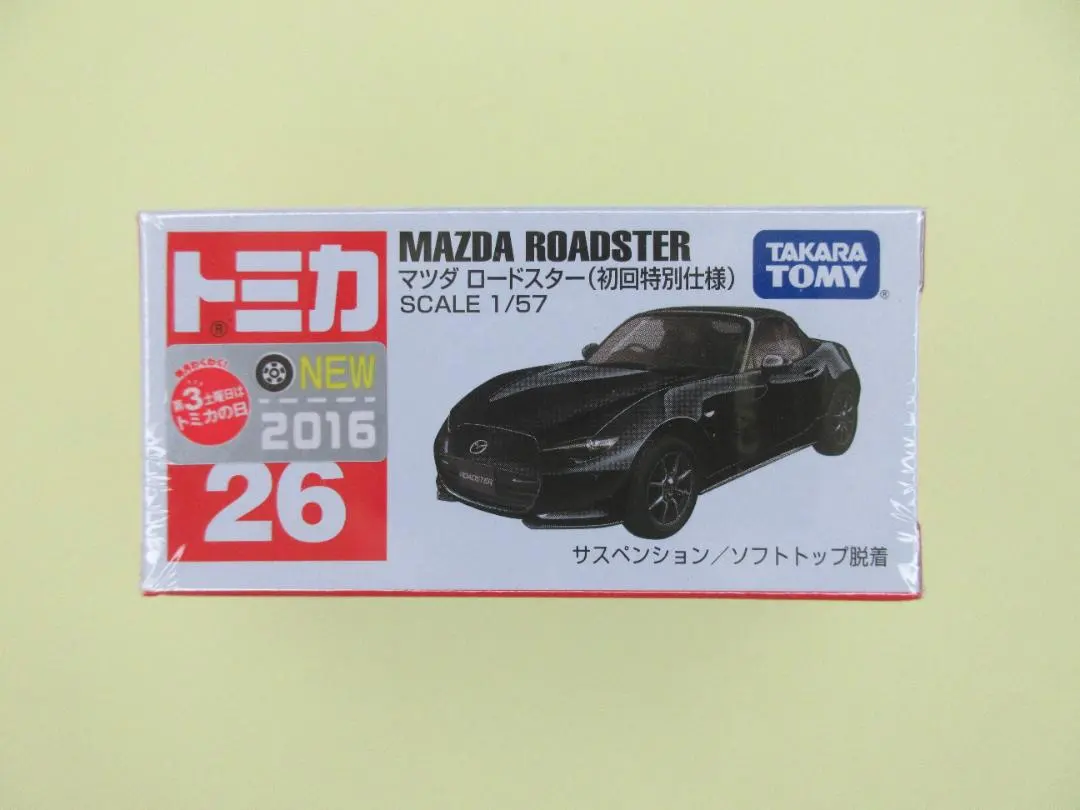 トミカ
®
MAZDA ROADSTER
マツダ ロードスター(初回特別仕様)
SCALE 1/57
TAKARA
TOMY
®
第3土曜日は
トミカの日
NEW
2016
26
ROADSTER
サスペンション/ソフトトップ脱着